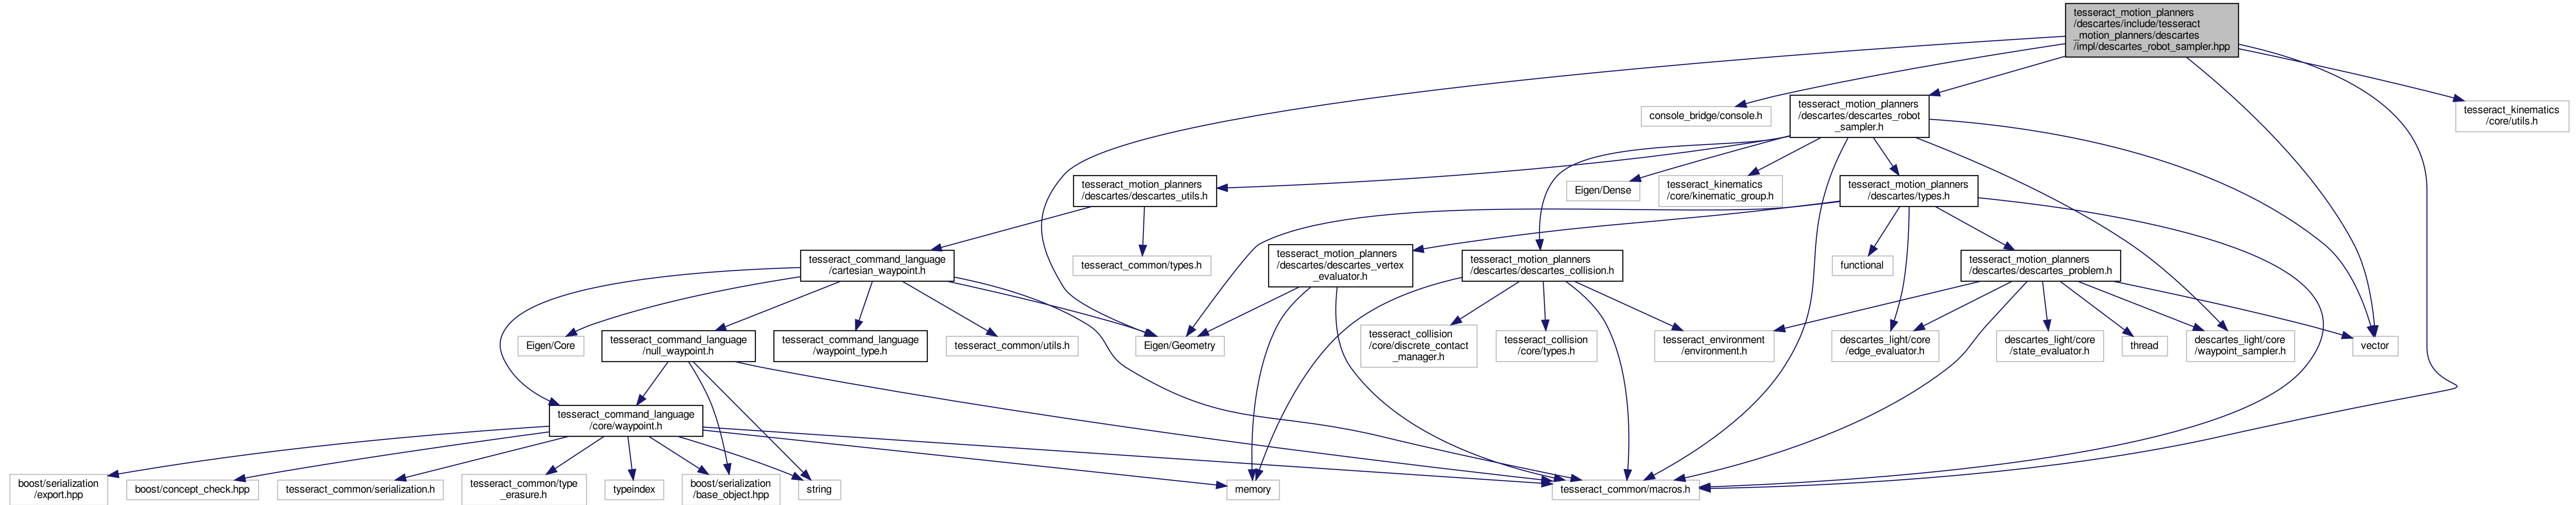 tesseract_motion_planners
/descartes/include/tesseract
_motion_planners/descartes
/impl/descartes_robot_sampler.hpp
console_bridge/console.h
tesseract_motion_planners
/descartes/descartes_robot
_sampler.h
tesseract_kinematics
/core/utils.h
tesseract_motion_planners
/descartes/descartes_utils.h
Eigen/Dense
tesseract_kinematics
/core/kinematic_group.h
tesseract_motion_planners
/descartes/types.h
tesseract_command_language
/cartesian_waypoint.h
tesseract_common/types.h
tesseract_motion_planners
/descartes/descartes_vertex
_evaluator.h
tesseract_motion_planners
/descartes/descartes_collision.h
functional
tesseract_motion_planners
/descartes/descartes_problem.h
Eigen/Core
tesseract_command_language
/null_waypoint.h
tesseract_command_language
/waypoint_type.h
tesseract_common/utils.h
Eigen/Geometry
tesseract_collision
/core/discrete_contact
_manager.h
tesseract_collision
/core/types.h
tesseract_environment
/environment.h
descartes_light/core
/edge_evaluator.h
descartes_light/core
/state_evaluator.h
thread
descartes_light/core
/waypoint_sampler.h
vector
tesseract_command_language
/core/waypoint.h
boost/serialization
/export.hpp
boost/concept_check.hpp
tesseract_common/serialization.h
tesseract_common/type
_erasure.h
typeindex
boost/serialization
/base_object.hpp
string
memory
tesseract_common/macros.h